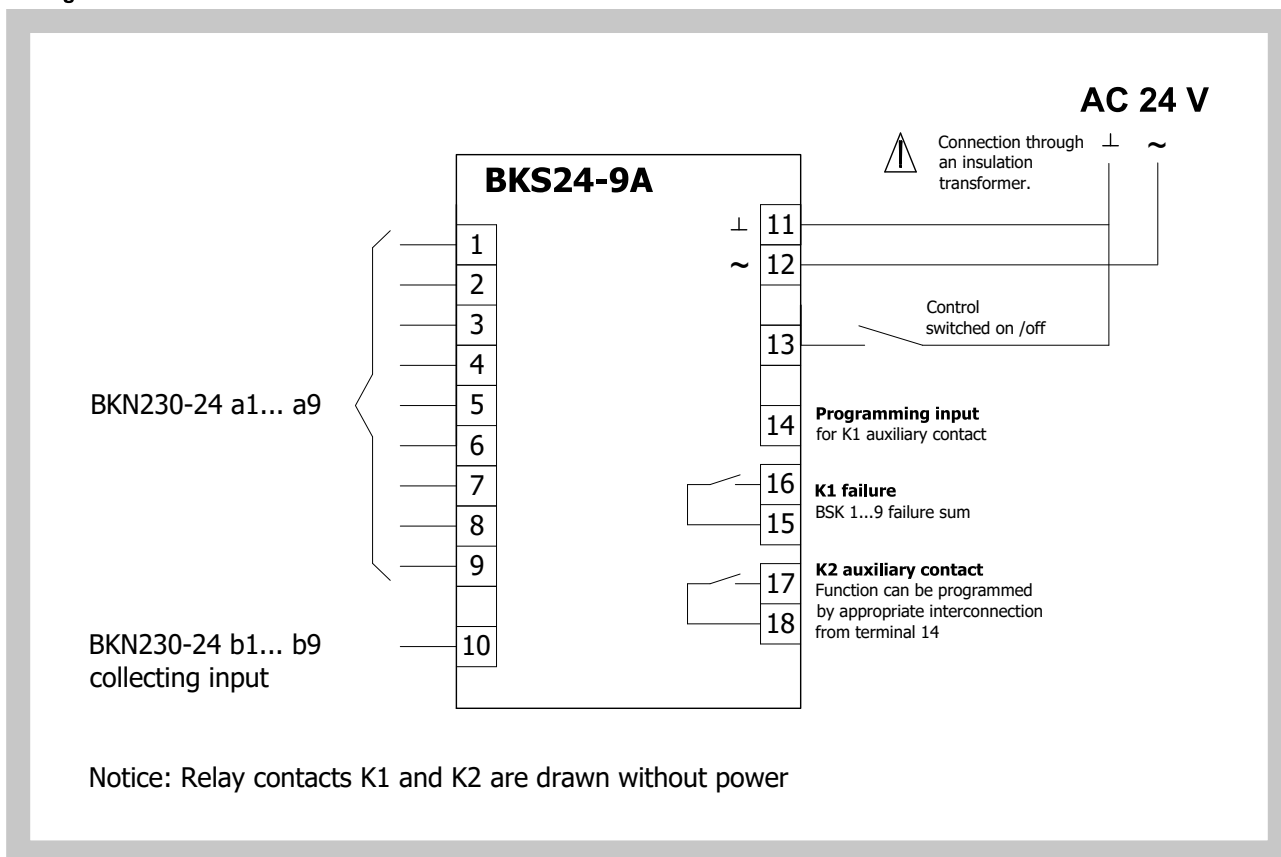 AC 24 V
Connection through
an insulation
transformer.
⊥ ~
BKS24-9A
1
2
3
4
5
6
7
8
9
10
BKN230-24 a1... a9
BKN230-24 b1... b9
collecting input
⊥ 11
~ 12
13
14
16
15
17
18
Control
switched on /off
Programming input
for K1 auxiliary contact
K1 failure
BSK 1...9 failure sum
K2 auxiliary contact
Function can be programmed
by appropriate interconnection
from terminal 14
Notice: Relay contacts K1 and K2 are drawn without power